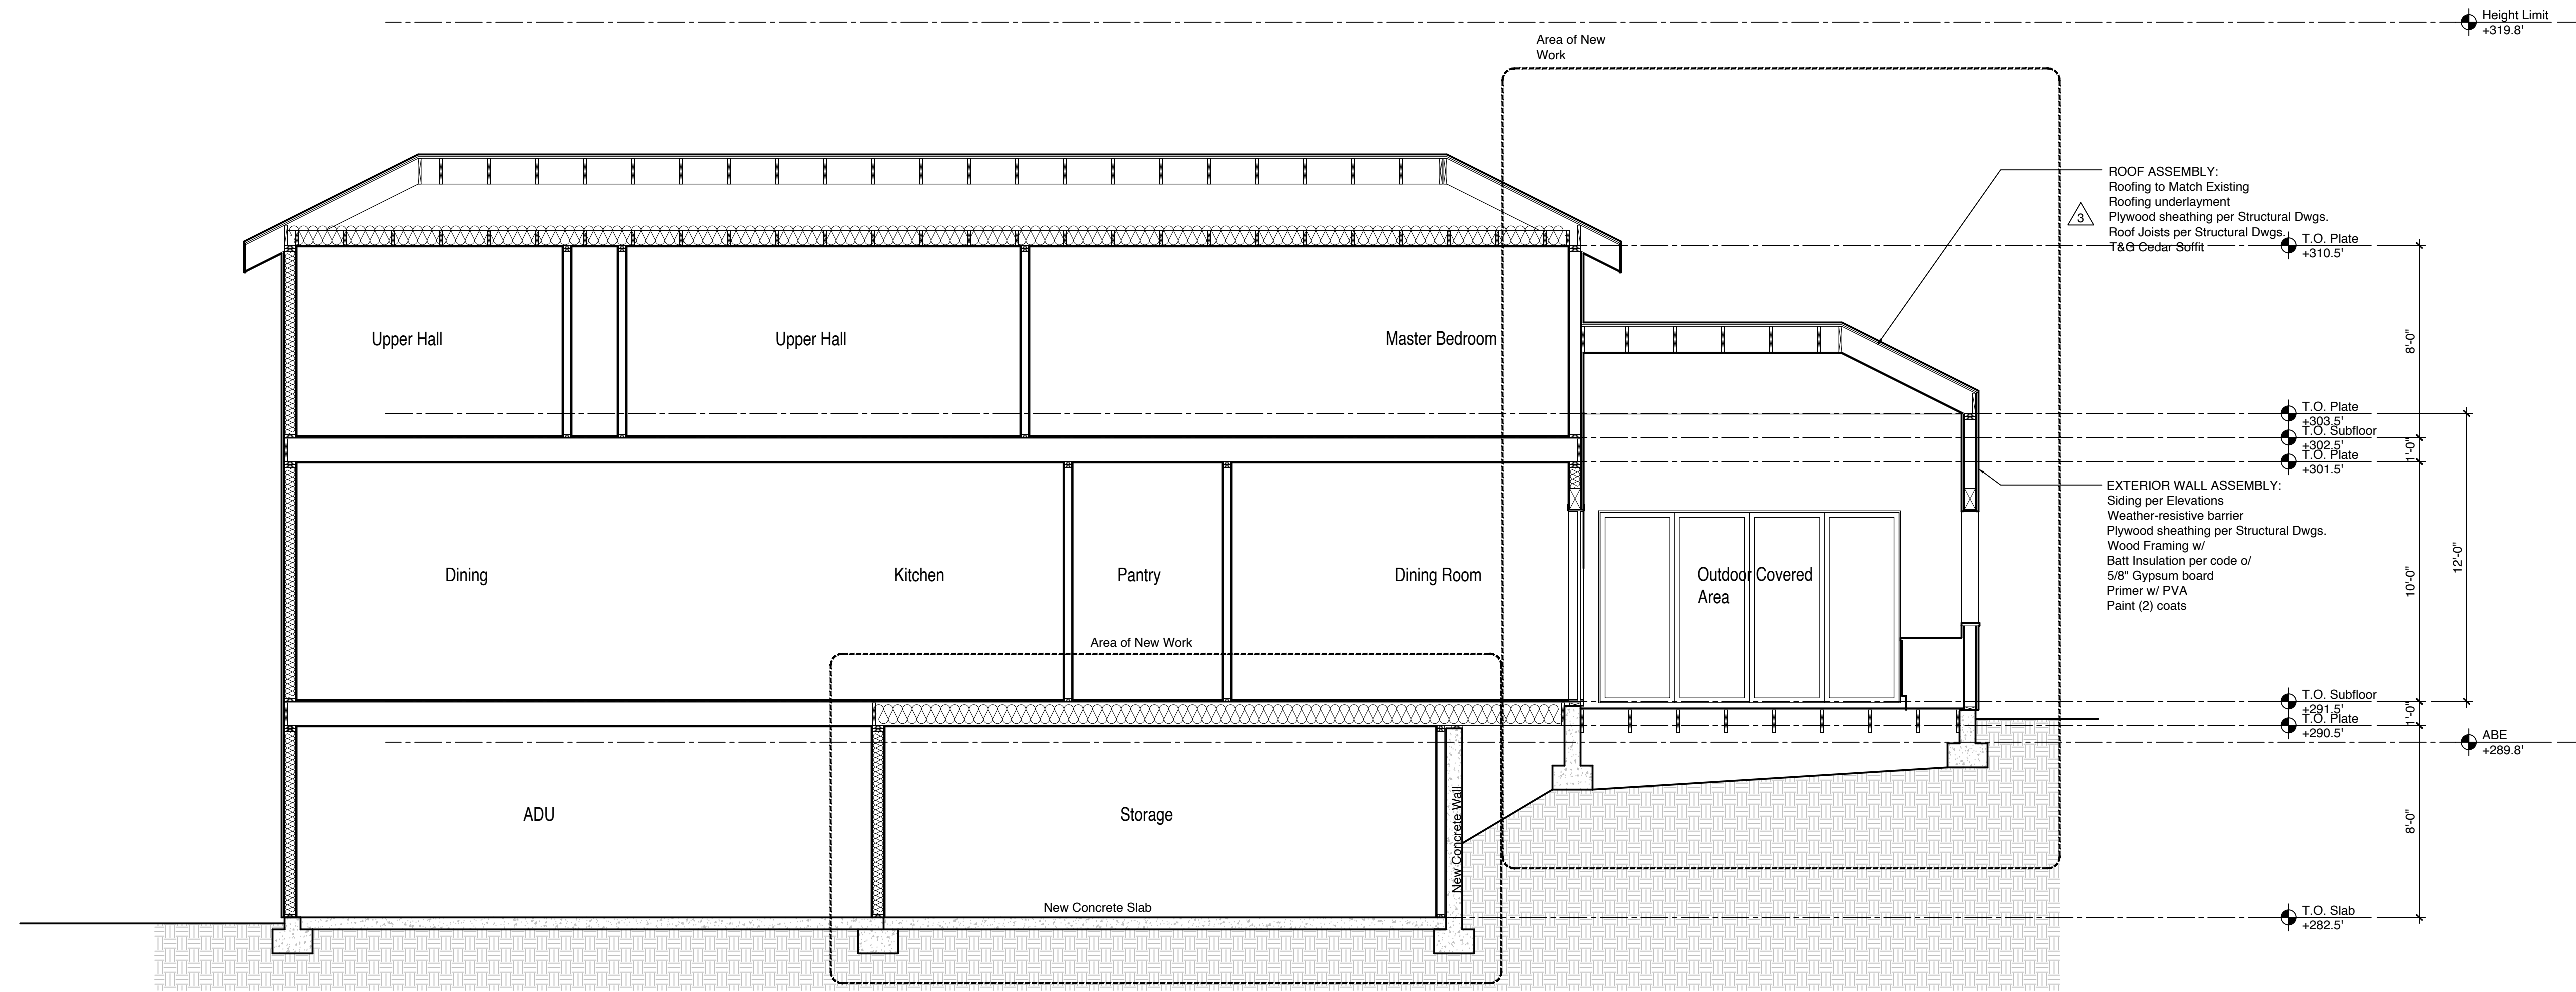 Height Limit
+319.8'
Area of New
Work
ROOF ASSEMBLY:
Roofing to Match Existing
Roofing underlayment
3
Plywood sheathing per Structural Dwgs.
Roof Joists per Structural Dwgs.
T&G Cedar Soffit
T.O. Plate
+310.5'
Upper Hall
Upper Hall
Master Bedroom
8'-0"
T.O. Plate
+303.5'
T.O. Subfloor
+302.5'
1'-0"
T.O. Plate
+301.5'
EXTERIOR WALL ASSEMBLY:
Siding per Elevations
Weather-resistive barrier
Plywood sheathing per Structural Dwgs.
Wood Framing w/
Batt Insulation per code o/
5/8" Gypsum board
Primer w/ PVA
Paint (2) coats
12'-0"
10'-0"
Dining
Kitchen
Pantry
Dining Room
Outdoor Covered
Area
Area of New Work
T.O. Subfloor
+291.5'
1'-0"
T.O. Plate
+290.5'
ABE
+289.8'
ADU
Storage
New Concrete Wall
8'-0"
New Concrete Slab
T.O. Slab
+282.5'